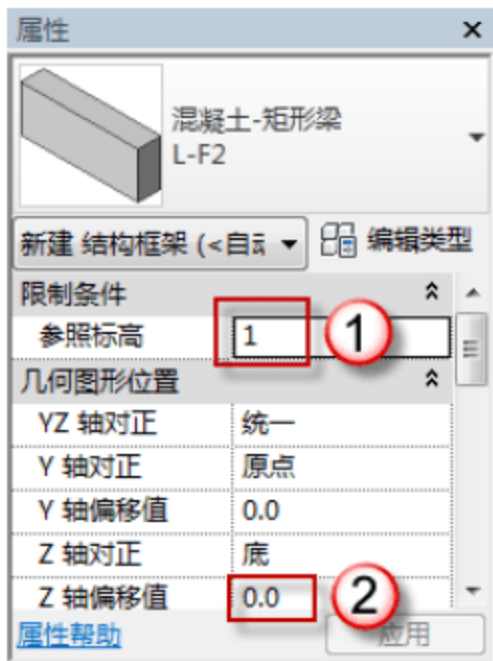 属性
混凝土-矩形梁
L-F2
新建 结构框架 (<自动
编辑类型
限制条件
参照标高 1 1
几何图形位置
YZ 轴对正 统一
Y 轴对正 原点
Y 轴偏移值 0.0
Z 轴对正 底
Z 轴偏移值 0.0 2
属性帮助 应用